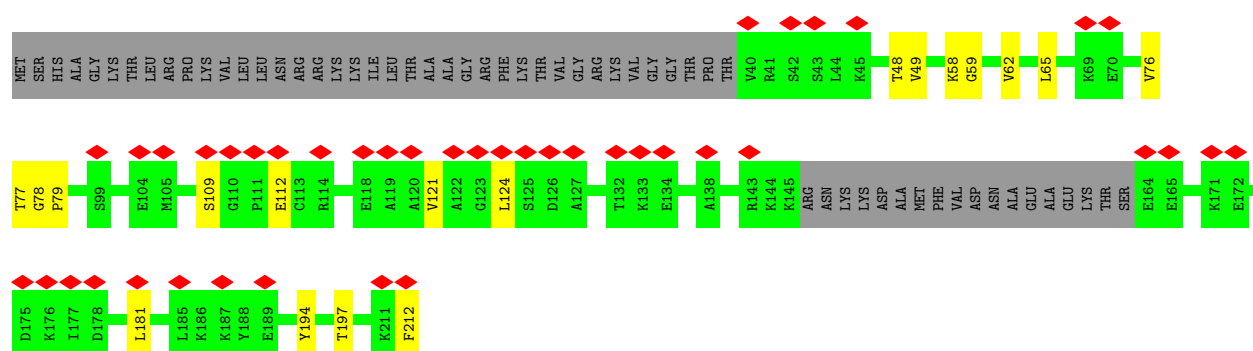 MET SER HIS ALA GLY LYS THR LEU ARG PRO LYS VAL LEU LEU ASN ARG ARG LYS LYS ILE LEU THR ALA ALA GLY ARG PHE LYS THR VAL GLY ARG LYS VAL GLY GLY THR PRO THR V40 R41 S42 S43 L44 K45 T48 V49 K58 G59 V62 L65 K69 E70 V76
T77 G78 P79 S99 E104 M105 S109 G110 P111 E112 C113 R114 E118 A119 A120 V121 A122 G123 L124 S125 D126 A127 T132 K133 E134 A138 R143 K144 K145 ARG ASN LYS LYS ASP ALA MET PHE VAL ASP ASN ALA GLU ALA GLU LYS THR SER E164 E165 K171 E172
D175 K176 I177 D178 L181 L185 K186 K187 Y188 E189 Y194 T197 K211 F212